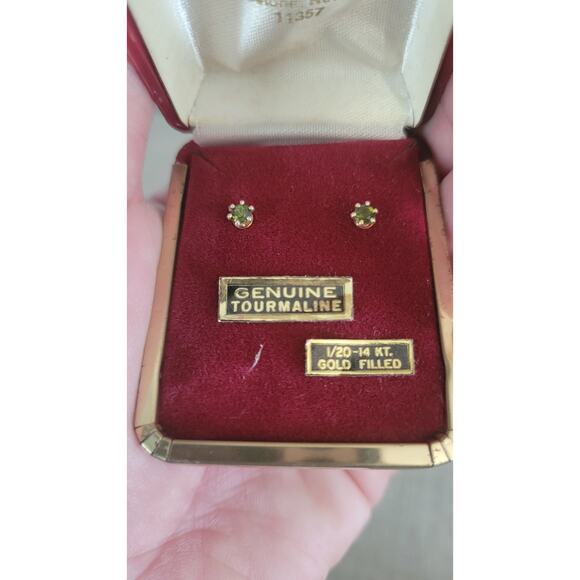 11357
GENUINE
TOURMALINE
1/20-14 KT.
GOLD FILLED